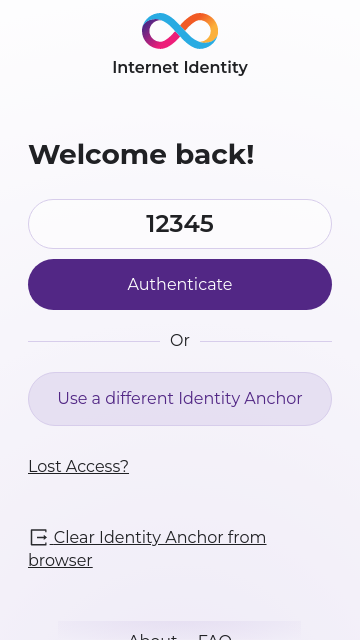 Internet Identity
Welcome back!
12345
Authenticate
Or
Use a different Identity Anchor
Lost Access?
Clear Identity Anchor from
browser
About FAQ